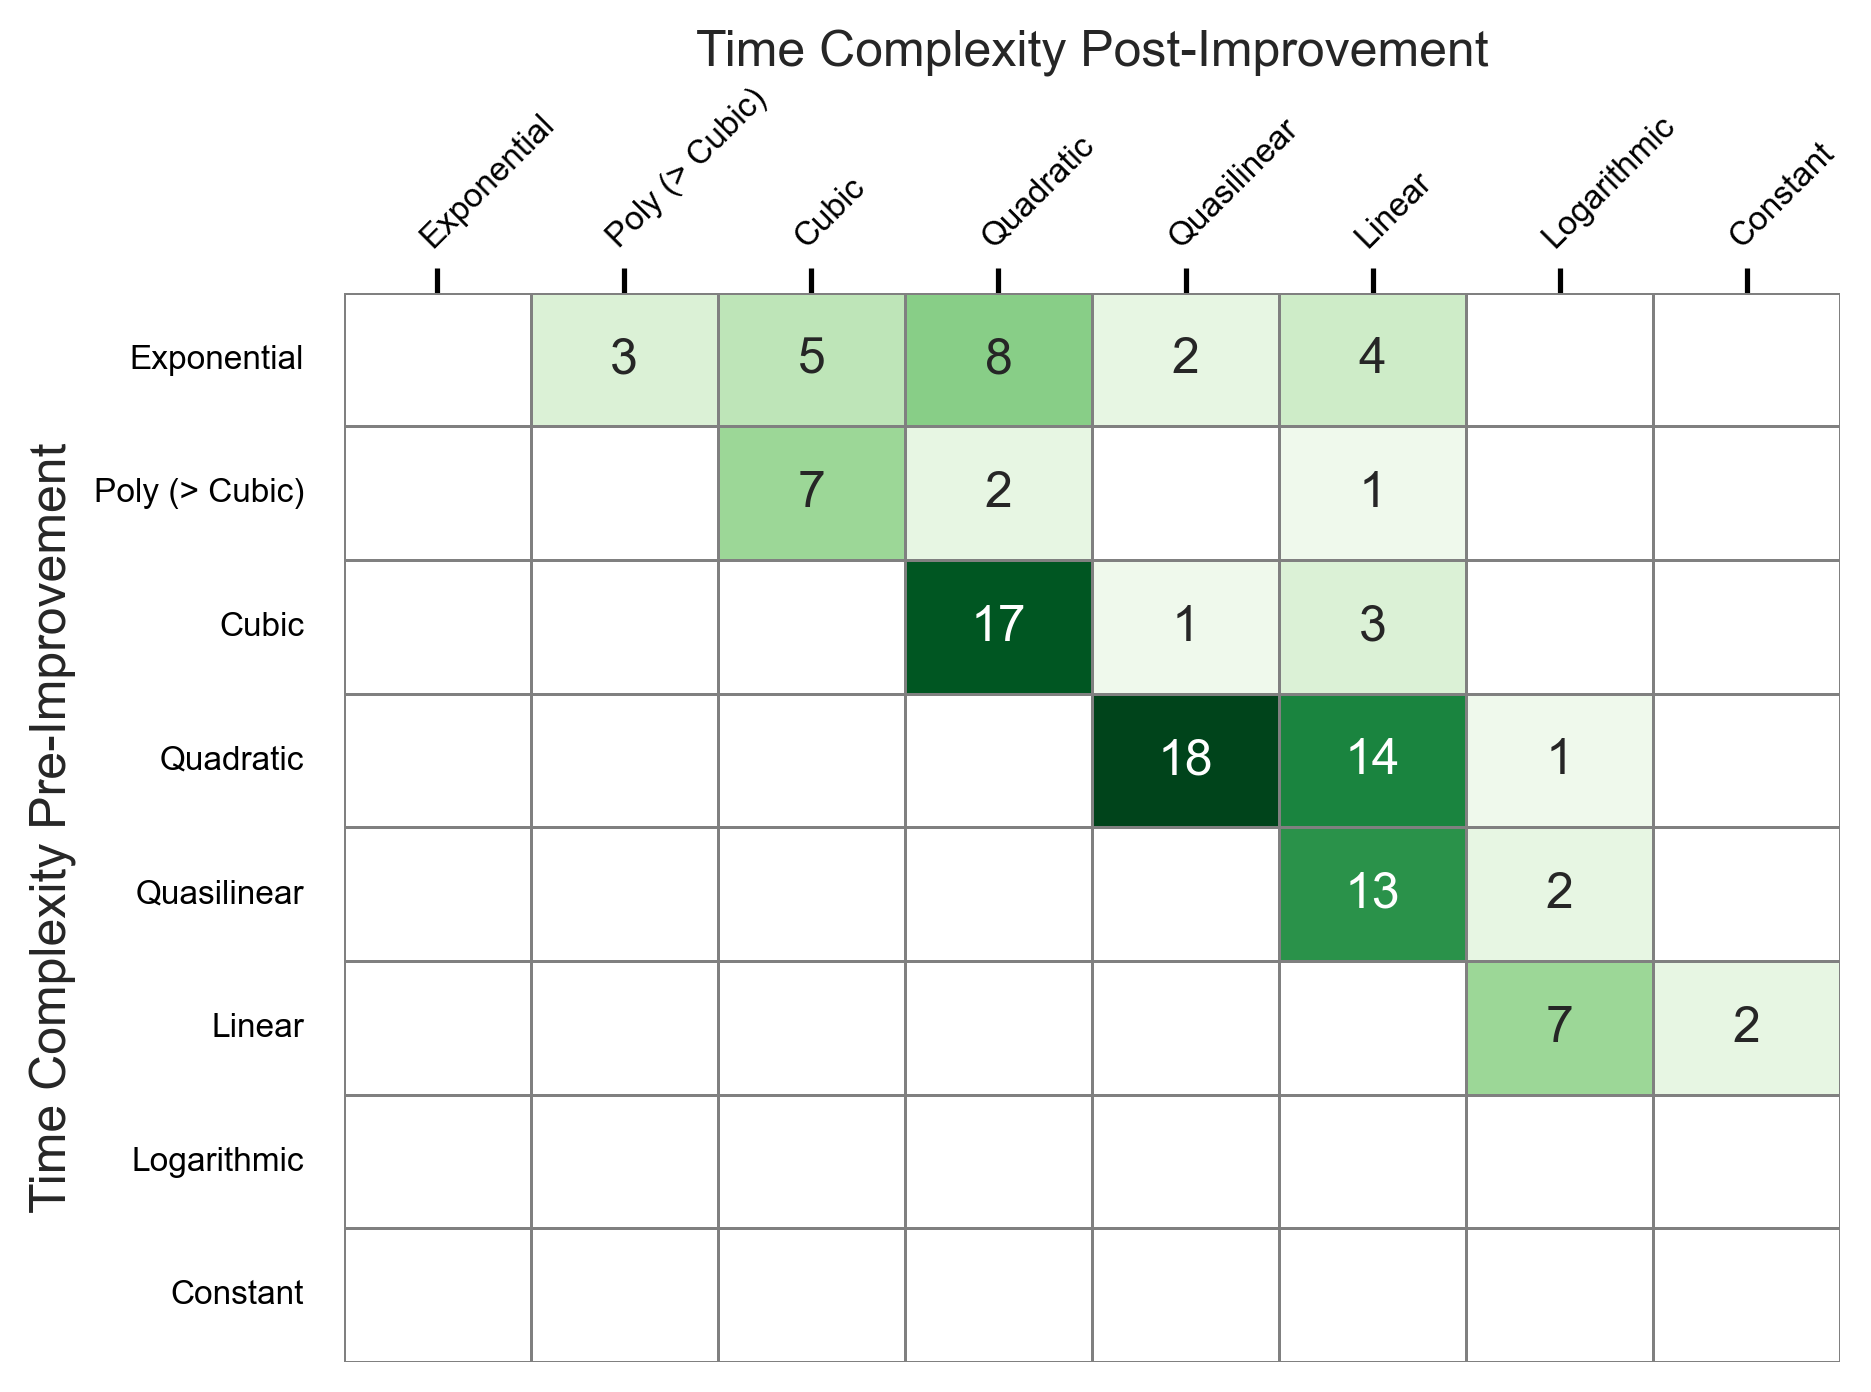 Time Complexity Post-Improvement
Exponential
Poly (> Cubic)
Cubic
Quadratic
Quasilinear
Linear
Logarithmic
Constant
Time Complexity Pre-Improvement
Exponential 3 5 8 2 4
Poly (> Cubic) 7 2 1
Cubic 17 1 3
Quadratic 18 14 1
Quasilinear 13 2
Linear 7 2
Logarithmic
Constant